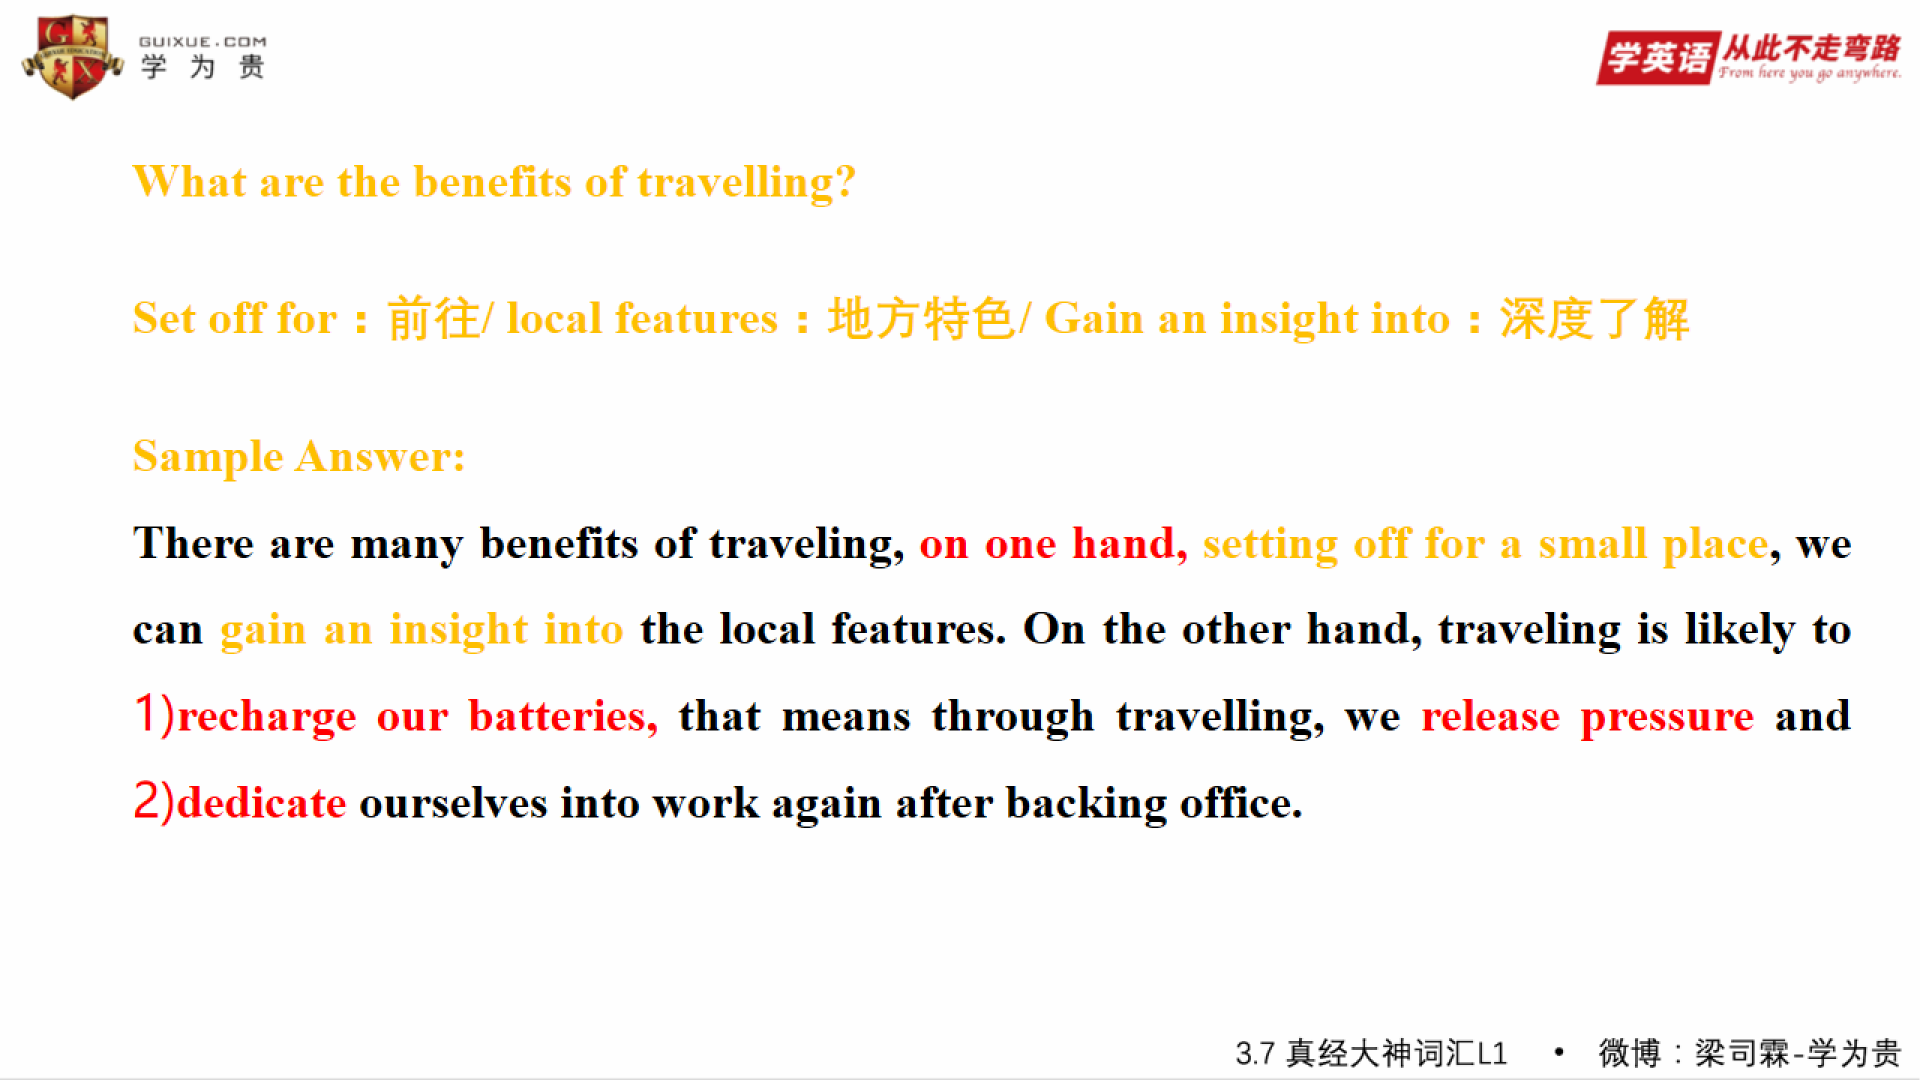 GUIXUE.COM
学为贵
学英语 从此不走弯路
From here you go anywhere.
What are the benefits of travelling?
Set off for：前往/ local features：地方特色/ Gain an insight into：深度了解
Sample Answer:
There are many benefits of traveling, on one hand, setting off for a small place, we
can gain an insight into the local features. On the other hand, traveling is likely to
1)recharge our batteries, that means through travelling, we release pressure and
2)dedicate ourselves into work again after backing office.
3.7 真经大神词汇L1 • 微博：梁司霖-学为贵